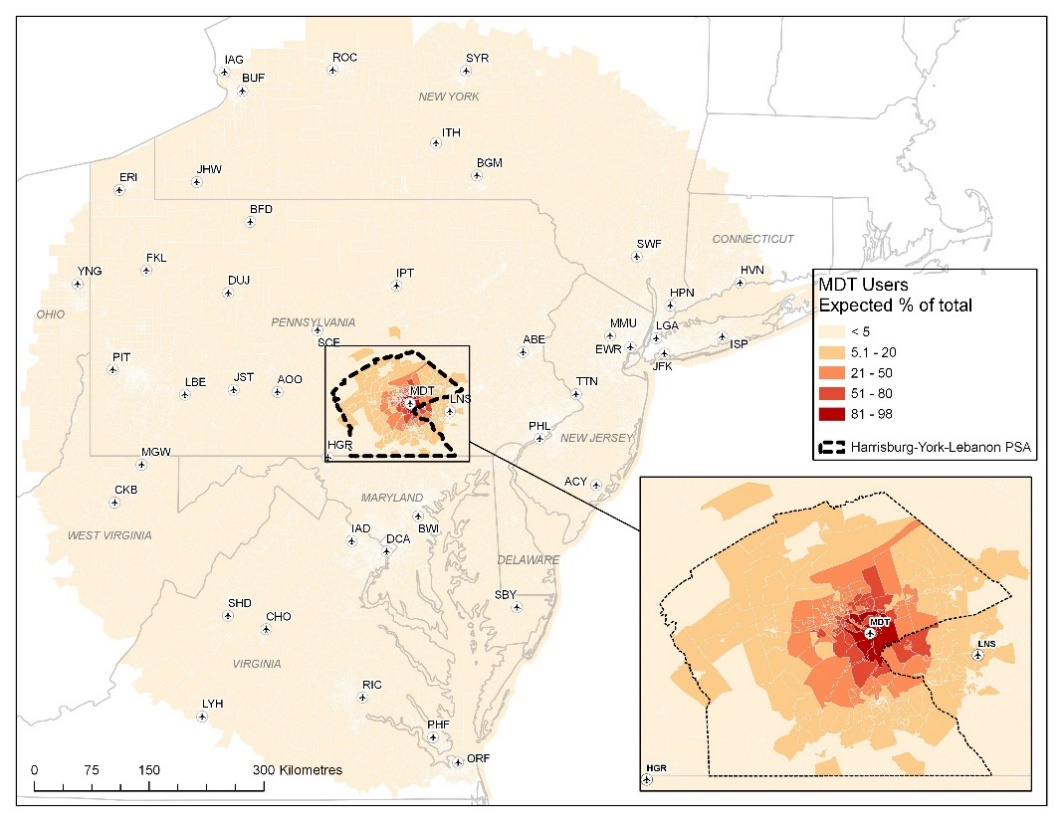 IAG
BUF
ROC
SYR
NEW YORK
ITH
BGM
JHW
ERI
BFD
SWF
CONNECTICUT
FKL
YNG
DUJ
IPT
HVN
HPN
OHIO
PENNSYLVANIA
SCE
MMU
LGA
EWR
JFK
ISP
ABE
PIT
LBE
JST
AOO
MDT
LNS
TTN
PHL
NEW JERSEY
HGR
MGW
CKB
ACY
MARYLAND
WEST VIRGINIA
IAD
DCA
BWI
DELAWARE
SBY
SHD
CHO
VIRGINIA
RIC
LYH
PHF
ORF
0 75 150 300 Kilometres
MDT Users
Expected % of total
< 5
5.1 - 20
21 - 50
51 - 80
81 - 98
Harrisburg-York-Lebanon PSA
MDT
LNS
HGR